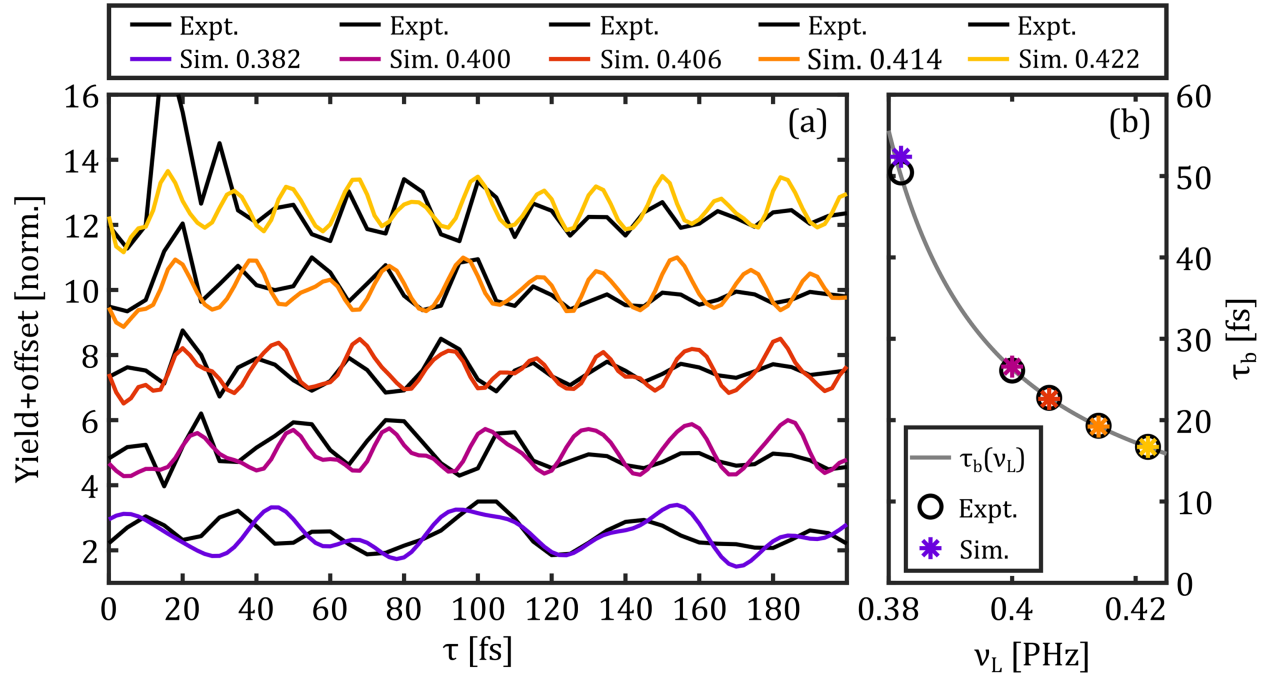 Expt. Expt. Expt. Expt. Expt.
Sim. 0.382 Sim. 0.400 Sim. 0.406 Sim. 0.414 Sim. 0.422
(a)
16
14
12
10
8
6
4
2
Yield+offset [norm.]
0 20 40 60 80 100 120 140 160 180
τ [fs]
(b)
60
50
40
30
20
10
0
τb [fs]
τb(νL)
Expt.
Sim.
0.38 0.4 0.42
νL [PHz]